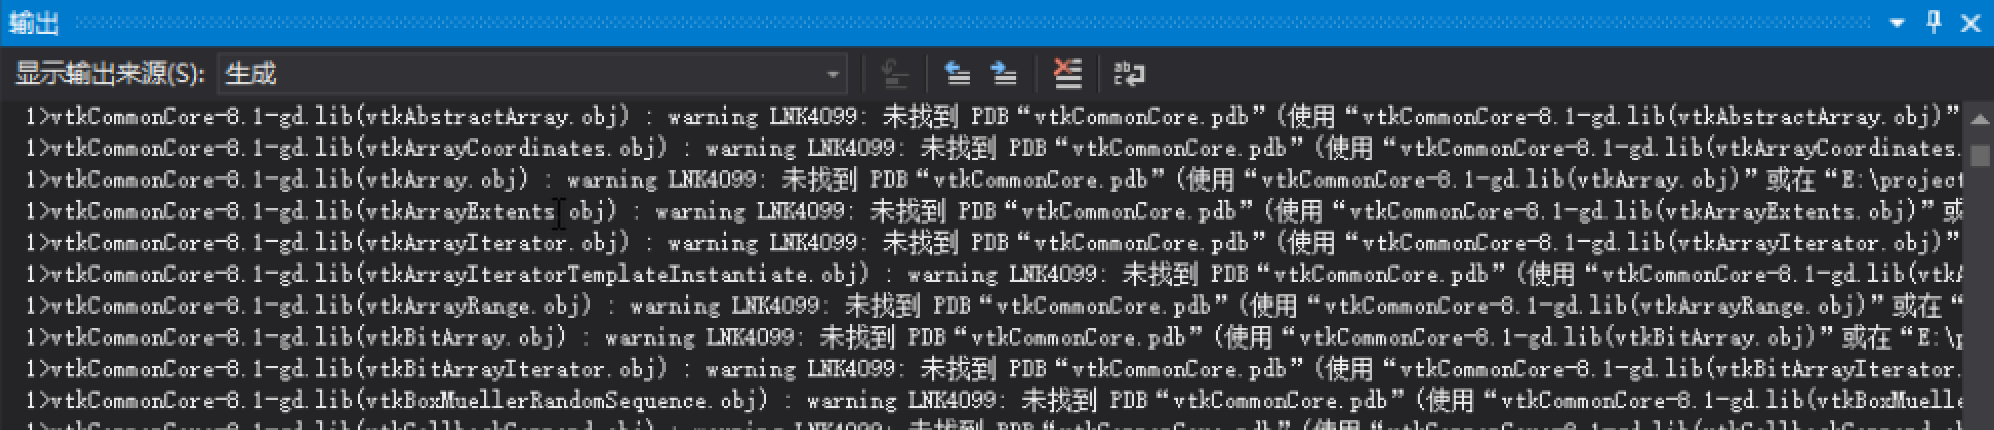 输出
显示输出来源(S): 生成
1>vtkCommonCore-8.1-gd.lib(vtkAbstractArray.obj) : warning LNK4099: 未找到 PDB“vtkCommonCore.pdb”(使用“vtkCommonCore-8.1-gd.lib(vtkAbstractArray.obj)”
1>vtkCommonCore-8.1-gd.lib(vtkArrayCoordinates.obj) : warning LNK4099: 未找到 PDB“vtkCommonCore.pdb”(使用“vtkCommonCore-8.1-gd.lib(vtkArrayCoordinates.
1>vtkCommonCore-8.1-gd.lib(vtkArray.obj) : warning LNK4099: 未找到 PDB“vtkCommonCore.pdb”(使用“vtkCommonCore-8.1-gd.lib(vtkArray.obj)”或在“E:\project
1>vtkCommonCore-8.1-gd.lib(vtkArrayExtents.obj) : warning LNK4099: 未找到 PDB“vtkCommonCore.pdb”(使用“vtkCommonCore-8.1-gd.lib(vtkArrayExtents.obj)”或
1>vtkCommonCore-8.1-gd.lib(vtkArrayIterator.obj) : warning LNK4099: 未找到 PDB“vtkCommonCore.pdb”(使用“vtkCommonCore-8.1-gd.lib(vtkArrayIterator.obj)”
1>vtkCommonCore-8.1-gd.lib(vtkArrayIteratorTemplateInstantiate.obj) : warning LNK4099: 未找到 PDB“vtkCommonCore.pdb”(使用“vtkCommonCore-8.1-gd.lib(vtkA
1>vtkCommonCore-8.1-gd.lib(vtkArrayRange.obj) : warning LNK4099: 未找到 PDB“vtkCommonCore.pdb”(使用“vtkCommonCore-8.1-gd.lib(vtkArrayRange.obj)”或在“
1>vtkCommonCore-8.1-gd.lib(vtkBitArray.obj) : warning LNK4099: 未找到 PDB“vtkCommonCore.pdb”(使用“vtkCommonCore-8.1-gd.lib(vtkBitArray.obj)”或在“E:\p
1>vtkCommonCore-8.1-gd.lib(vtkBitArrayIterator.obj) : warning LNK4099: 未找到 PDB“vtkCommonCore.pdb”(使用“vtkCommonCore-8.1-gd.lib(vtkBitArrayIterator.
1>vtkCommonCore-8.1-gd.lib(vtkBoxMuellerRandomSequence.obj) : warning LNK4099: 未找到 PDB“vtkCommonCore.pdb”(使用“vtkCommonCore-8.1-gd.lib(vtkBoxMuelle